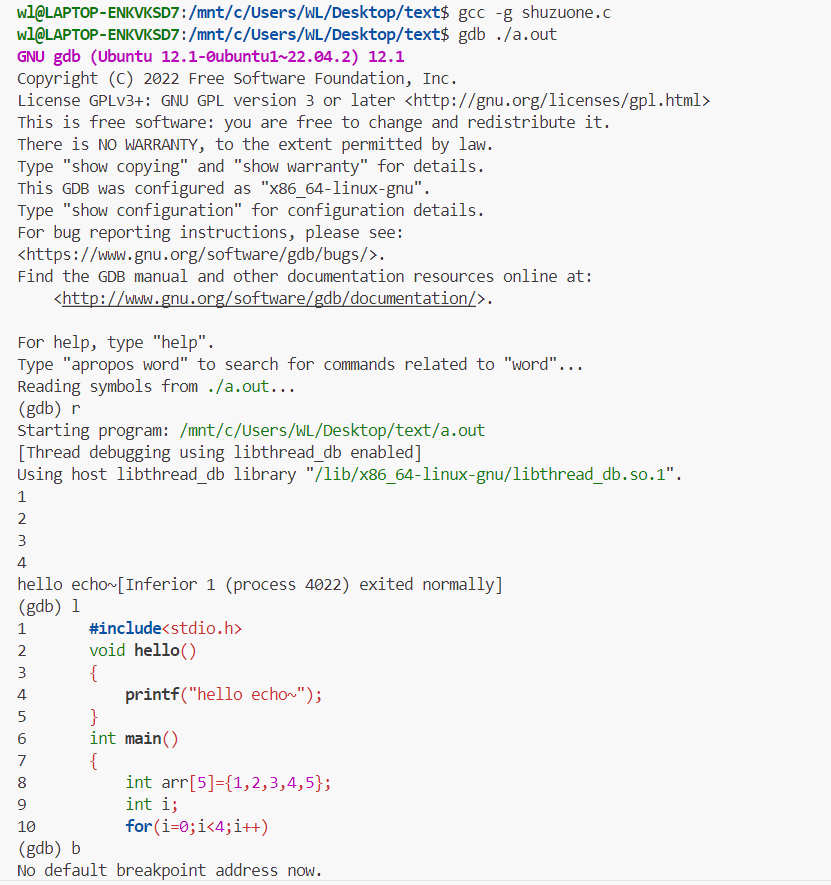 wl@LAPTOP-ENKVKSD7:/mnt/c/Users/WL/Desktop/text$ gcc -g shuzuone.c
wl@LAPTOP-ENKVKSD7:/mnt/c/Users/WL/Desktop/text$ gdb ./a.out
GNU gdb (Ubuntu 12.1-0ubuntu1~22.04.2) 12.1
Copyright (C) 2022 Free Software Foundation, Inc.
License GPLv3+: GNU GPL version 3 or later <http://gnu.org/licenses/gpl.html>
This is free software: you are free to change and redistribute it.
There is NO WARRANTY, to the extent permitted by law.
Type "show copying" and "show warranty" for details.
This GDB was configured as "x86_64-linux-gnu".
Type "show configuration" for configuration details.
For bug reporting instructions, please see:
<https://www.gnu.org/software/gdb/bugs/>.
Find the GDB manual and other documentation resources online at:
    <http://www.gnu.org/software/gdb/documentation/>.

For help, type "help".
Type "apropos word" to search for commands related to "word"...
Reading symbols from ./a.out...
(gdb) r
Starting program: /mnt/c/Users/WL/Desktop/text/a.out
[Thread debugging using libthread_db enabled]
Using host libthread_db library "/lib/x86_64-linux-gnu/libthread_db.so.1".
1
2
3
4
hello echo~[Inferior 1 (process 4022) exited normally]
(gdb) l
1       #include<stdio.h>
2       void hello()
3       {
4           printf("hello echo~");
5       }
6       int main()
7       {
8           int arr[5]={1,2,3,4,5};
9           int i;
10          for(i=0;i<4;i++)
(gdb) b
No default breakpoint address now.